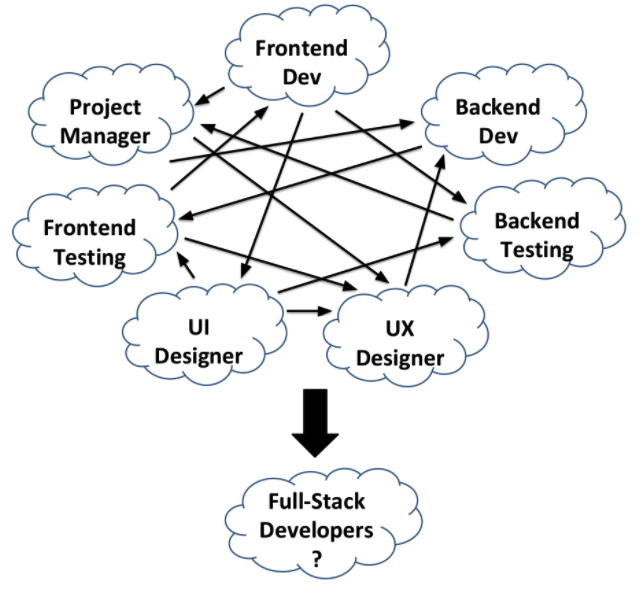 Frontend
Dev
Project
Manager
Backend
Dev
Frontend
Testing
Backend
Testing
UI
Designer
UX
Designer
Full-Stack
Developers
?